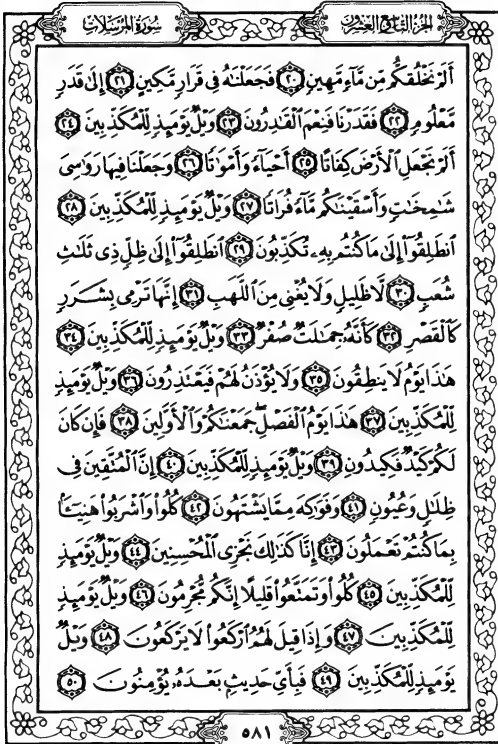 الجزء التاسع والعشرون
سورة المرسلات
أَلَمْ نَخْلُقكُّم مِّن مَّآءٍ مَّهِينٍ ٢٠ فَجَعَلْنَٰهُ فِى قَرَارٍ مَّكِينٍ ٢١ إِلَىٰ قَدَرٍ
مَّعْلُومٍ ٢٢ فَقَدَرْنَا فَنِعْمَ ٱلْقَٰدِرُونَ ٢٣ وَيْلٌ يَوْمَئِذٍ لِّلْمُكَذِّبِينَ ٢٤
أَلَمْ نَجْعَلِ ٱلْأَرْضَ كِفَاتًا ٢٥ أَحْيَآءً وَأَمْوَٰتًا ٢٦ وَجَعَلْنَا فِيهَا رَوَٰسِىَ
شَٰمِخَٰتٍ وَأَسْقَيْنَٰكُم مَّآءً فُرَاتًا ٢٧ وَيْلٌ يَوْمَئِذٍ لِّلْمُكَذِّبِينَ ٢٨
ٱنطَلِقُوٓا۟ إِلَىٰ مَا كُنتُم بِهِۦ تُكَذِّبُونَ ٢٩ ٱنطَلِقُوٓا۟ إِلَىٰ ظِلٍّ ذِى ثَلَٰثِ
شُعَبٍ ٣٠ لَّا ظَلِيلٍ وَلَا يُغْنِى مِنَ ٱللَّهَبِ ٣١ إِنَّهَا تَرْمِى بِشَرَرٍ
كَٱلْقَصْرِ ٣٢ كَأَنَّهُۥ جِمَٰلَتٌ صُفْرٌ ٣٣ وَيْلٌ يَوْمَئِذٍ لِّلْمُكَذِّبِينَ ٣٤
هَٰذَا يَوْمُ لَا يَنطِقُونَ ٣٥ وَلَا يُؤْذَنُ لَهُمْ فَيَعْتَذِرُونَ ٣٦ وَيْلٌ يَوْمَئِذٍ
لِّلْمُكَذِّبِينَ ٣٧ هَٰذَا يَوْمُ ٱلْفَصْلِ ۖ جَمَعْنَٰكُمْ وَٱلْأَوَّلِينَ ٣٨ فَإِن كَانَ
لَكُمْ كَيْدٌ فَكِيدُونِ ٣٩ وَيْلٌ يَوْمَئِذٍ لِّلْمُكَذِّبِينَ ٤٠ إِنَّ ٱلْمُتَّقِينَ فِى
ظِلَٰلٍ وَعُيُونٍ ٤١ وَفَوَٰكِهَ مِمَّا يَشْتَهُونَ ٤٢ كُلُوا۟ وَٱشْرَبُوا۟ هَنِيٓـًٔۢا
بِمَا كُنتُمْ تَعْمَلُونَ ٤٣ إِنَّا كَذَٰلِكَ نَجْزِى ٱلْمُحْسِنِينَ ٤٤ وَيْلٌ يَوْمَئِذٍ
لِّلْمُكَذِّبِينَ ٤٥ كُلُوا۟ وَتَمَتَّعُوا۟ قَلِيلًا إِنَّكُم مُّجْرِمُونَ ٤٦ وَيْلٌ يَوْمَئِذٍ
لِّلْمُكَذِّبِينَ ٤٧ وَإِذَا قِيلَ لَهُمُ ٱرْكَعُوا۟ لَا يَرْكَعُونَ ٤٨ وَيْلٌ
يَوْمَئِذٍ لِّلْمُكَذِّبِينَ ٤٩ فَبِأَىِّ حَدِيثٍۭ بَعْدَهُۥ يُؤْمِنُونَ ٥٠
٥٨١